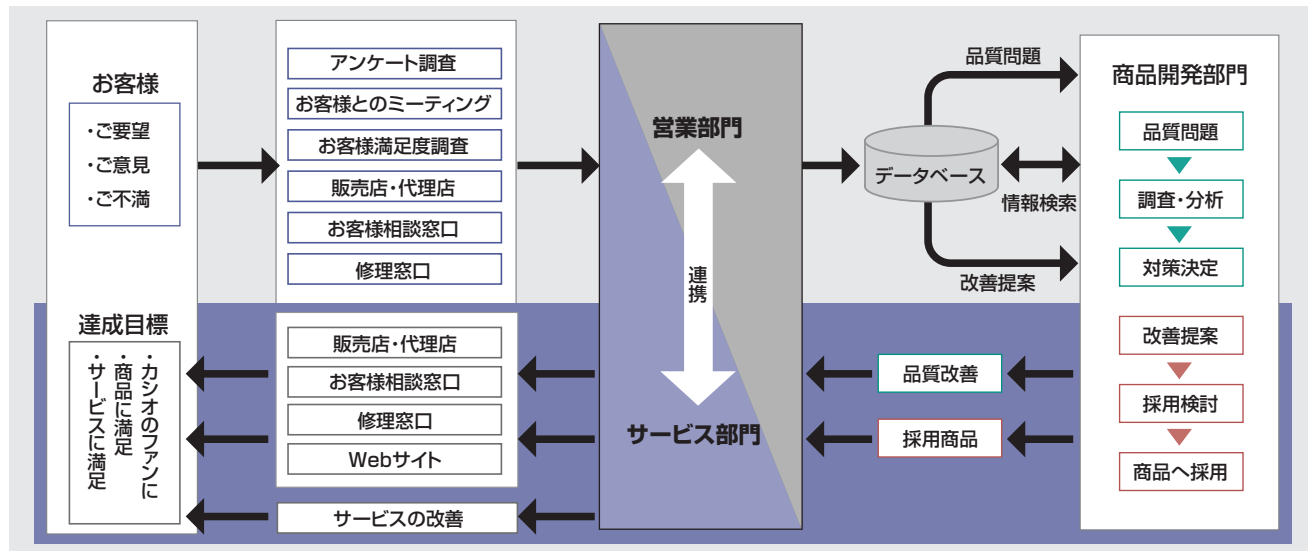 お客様
・ご要望
・ご意見
・ご不満
アンケート調査
お客様とのミーティング
お客様満足度調査
販売店・代理店
お客様相談窓口
修理窓口
営業部門
連携
サービス部門
品質問題
データベース
情報検索
改善提案
商品開発部門
品質問題
調査・分析
対策決定
改善提案
採用検討
商品へ採用
品質改善
採用商品
販売店・代理店
お客様相談窓口
修理窓口
Webサイト
サービスの改善
達成目標
・カシオのファンに
・商品に満足
・サービスに満足